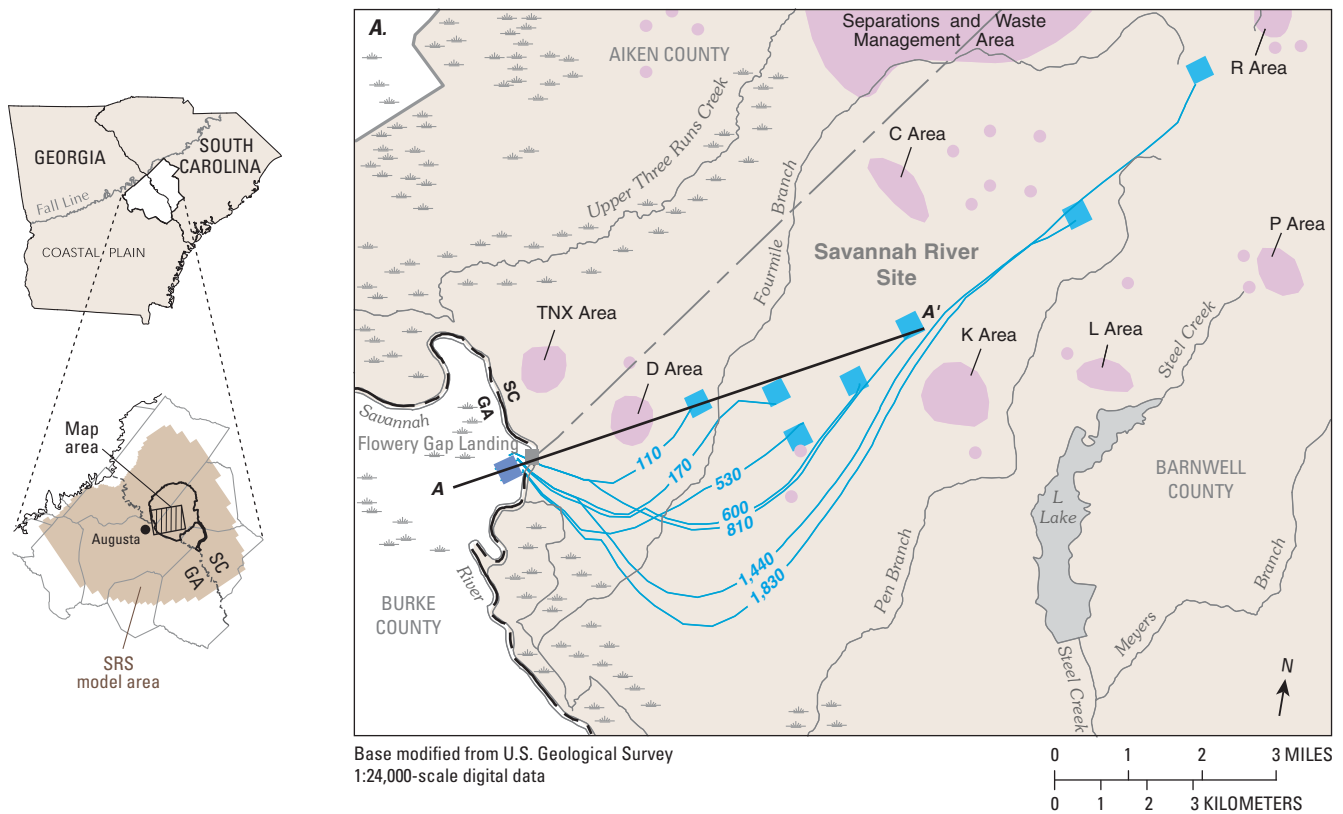 GEORGIA
SOUTH
CAROLINA
Fall Line
COASTAL PLAIN
Map
area
Augusta
SC
GA
SRS
model area
A.
AIKEN COUNTY
Separations and Waste
Management Area
R Area
Upper Three Runs Creek
C Area
Fourmile Branch
Savannah River
Site
P Area
TNX Area
A'
K Area
L Area
Steel Creek
D Area
SC
GA
Savannah
Flowery Gap Landing
A
110
170
530
600
810
1,440
1,830
BARNWELL
COUNTY
L
Lake
River
BURKE
COUNTY
Pen Branch
Meyers Branch
Steel Creek
N
Base modified from U.S. Geological Survey
1:24,000-scale digital data
0 1 2 3 MILES
0 1 2 3 KILOMETERS